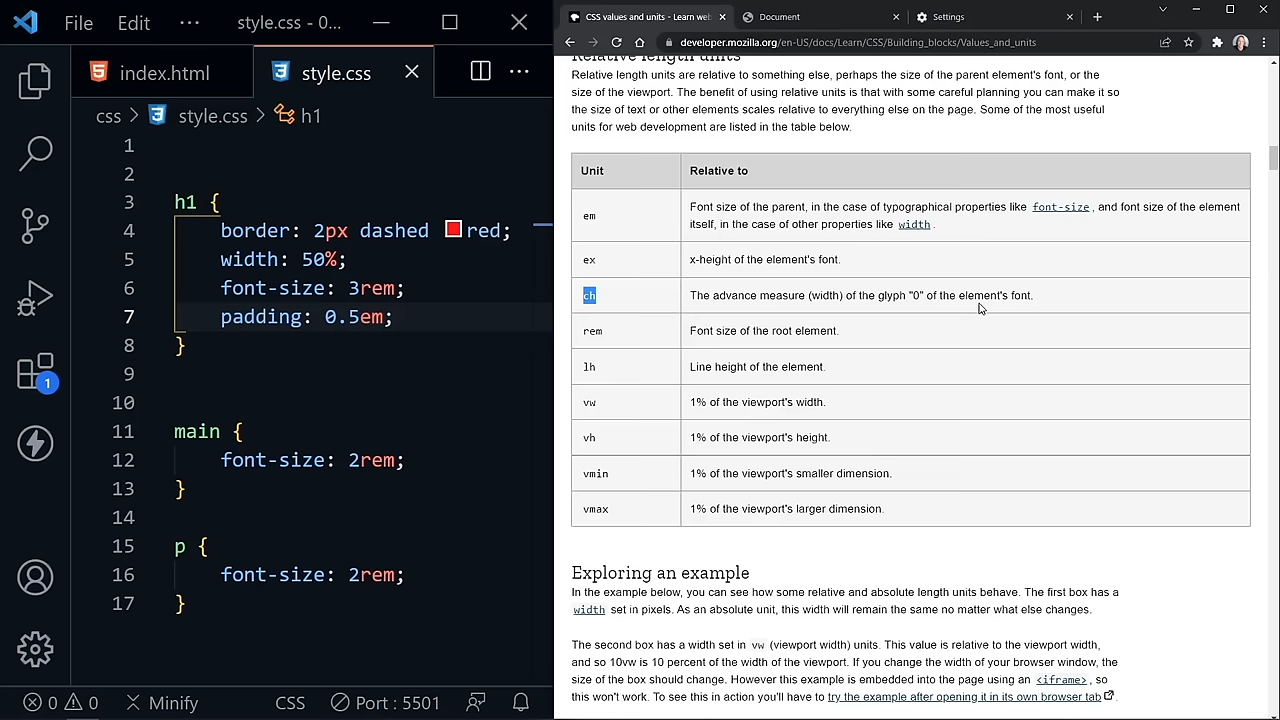 File Edit ··· style.css - 0...
index.html style.css ···
css > style.css > h1
1
2
3 h1 {
4 border: 2px dashed red;
5 width: 50%;
6 font-size: 3rem;
7 padding: 0.5em;
8 }
9
10
11 main {
12 font-size: 2rem;
13 }
14
15 p {
16 font-size: 2rem;
17 }
1
0 0 Minify CSS Port : 5501
CSS values and units - Learn web Document Settings
developer.mozilla.org/en-US/docs/Learn/CSS/Building_blocks/Values_and_units
Relative length units
Relative length units are relative to something else, perhaps the size of the parent element's font, or the
size of the viewport. The benefit of using relative units is that with some careful planning you can make it so
the size of text or other elements scales relative to everything else on the page. Some of the most useful
units for web development are listed in the table below.
Unit Relative to
em Font size of the parent, in the case of typographical properties like font-size, and font size of the element
itself, in the case of other properties like width.
ex x-height of the element's font.
ch The advance measure (width) of the glyph "0" of the element's font.
rem Font size of the root element.
lh Line height of the element.
vw 1% of the viewport's width.
vh 1% of the viewport's height.
vmin 1% of the viewport's smaller dimension.
vmax 1% of the viewport's larger dimension.
Exploring an example
In the example below, you can see how some relative and absolute length units behave. The first box has a
width set in pixels. As an absolute unit, this width will remain the same no matter what else changes.
The second box has a width set in vw (viewport width) units. This value is relative to the viewport width,
and so 10vw is 10 percent of the width of the viewport. If you change the width of your browser window, the
size of the box should change. However this example is embedded into the page using an <iframe>, so
this won't work. To see this in action you'll have to try the example after opening it in its own browser tab.